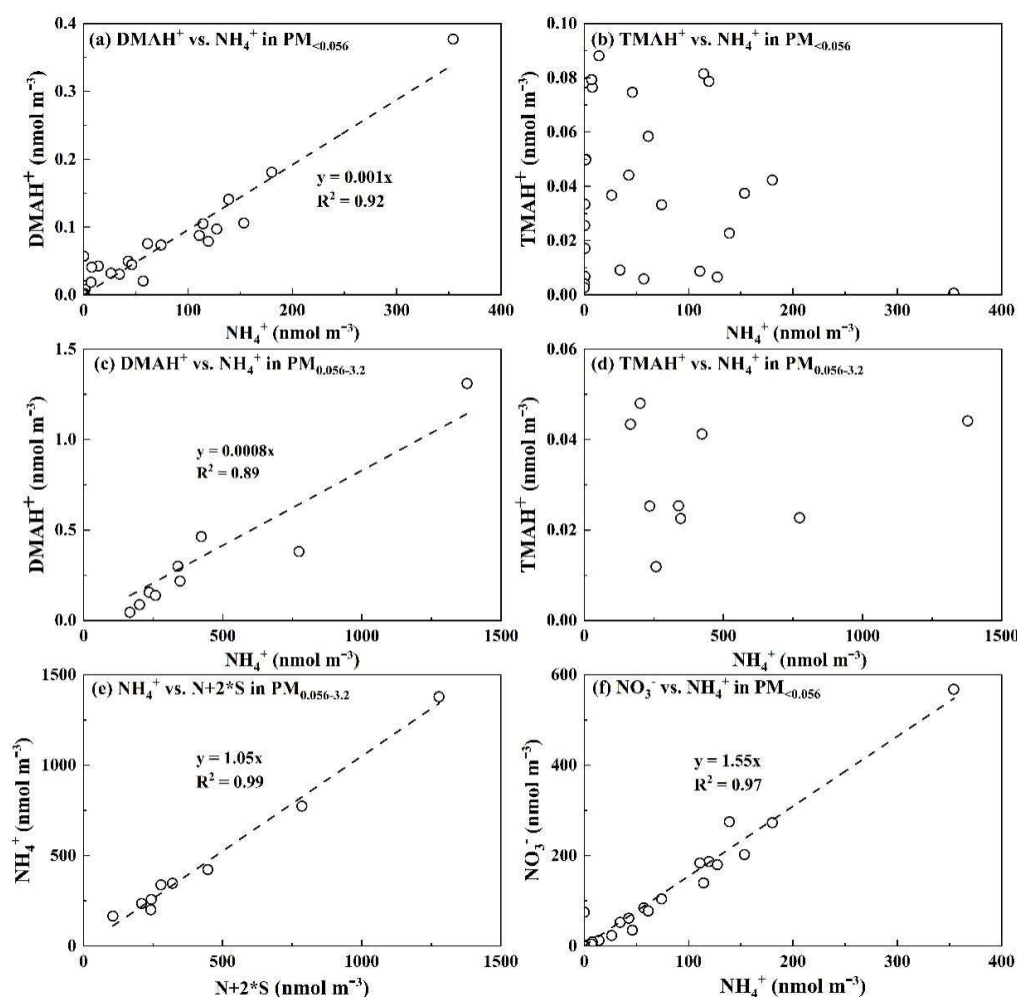 (a) DMAH⁺ vs. NH₄⁺ in PM<0.056
y = 0.001x
R² = 0.92
0.4
0.3
0.2
0.1
0.0
0
100
200
300
400
DMAH⁺ (nmol m⁻³)
NH₄⁺ (nmol m⁻³)
(b) TMAH⁺ vs. NH₄⁺ in PM<0.056
0.10
0.08
0.06
0.04
0.02
0.00
0
100
200
300
400
TMAH⁺ (nmol m⁻³)
NH₄⁺ (nmol m⁻³)
(c) DMAH⁺ vs. NH₄⁺ in PM0.056-3.2
y = 0.0008x
R² = 0.89
1.5
1.0
0.5
0.0
0
500
1000
1500
DMAH⁺ (nmol m⁻³)
NH₄⁺ (nmol m⁻³)
(d) TMAH⁺ vs. NH₄⁺ in PM0.056-3.2
0.06
0.04
0.02
0.00
0
500
1000
1500
TMAH⁺ (nmol m⁻³)
NH₄⁺ (nmol m⁻³)
(e) NH₄⁺ vs. N+2*S in PM0.056-3.2
y = 1.05x
R² = 0.99
1500
1000
500
0
0
500
1000
1500
NH₄⁺ (nmol m⁻³)
N+2*S (nmol m⁻³)
(f) NO₃⁻ vs. NH₄⁺ in PM<0.056
y = 1.55x
R² = 0.97
600
400
200
0
0
100
200
300
400
NO₃⁻ (nmol m⁻³)
NH₄⁺ (nmol m⁻³)